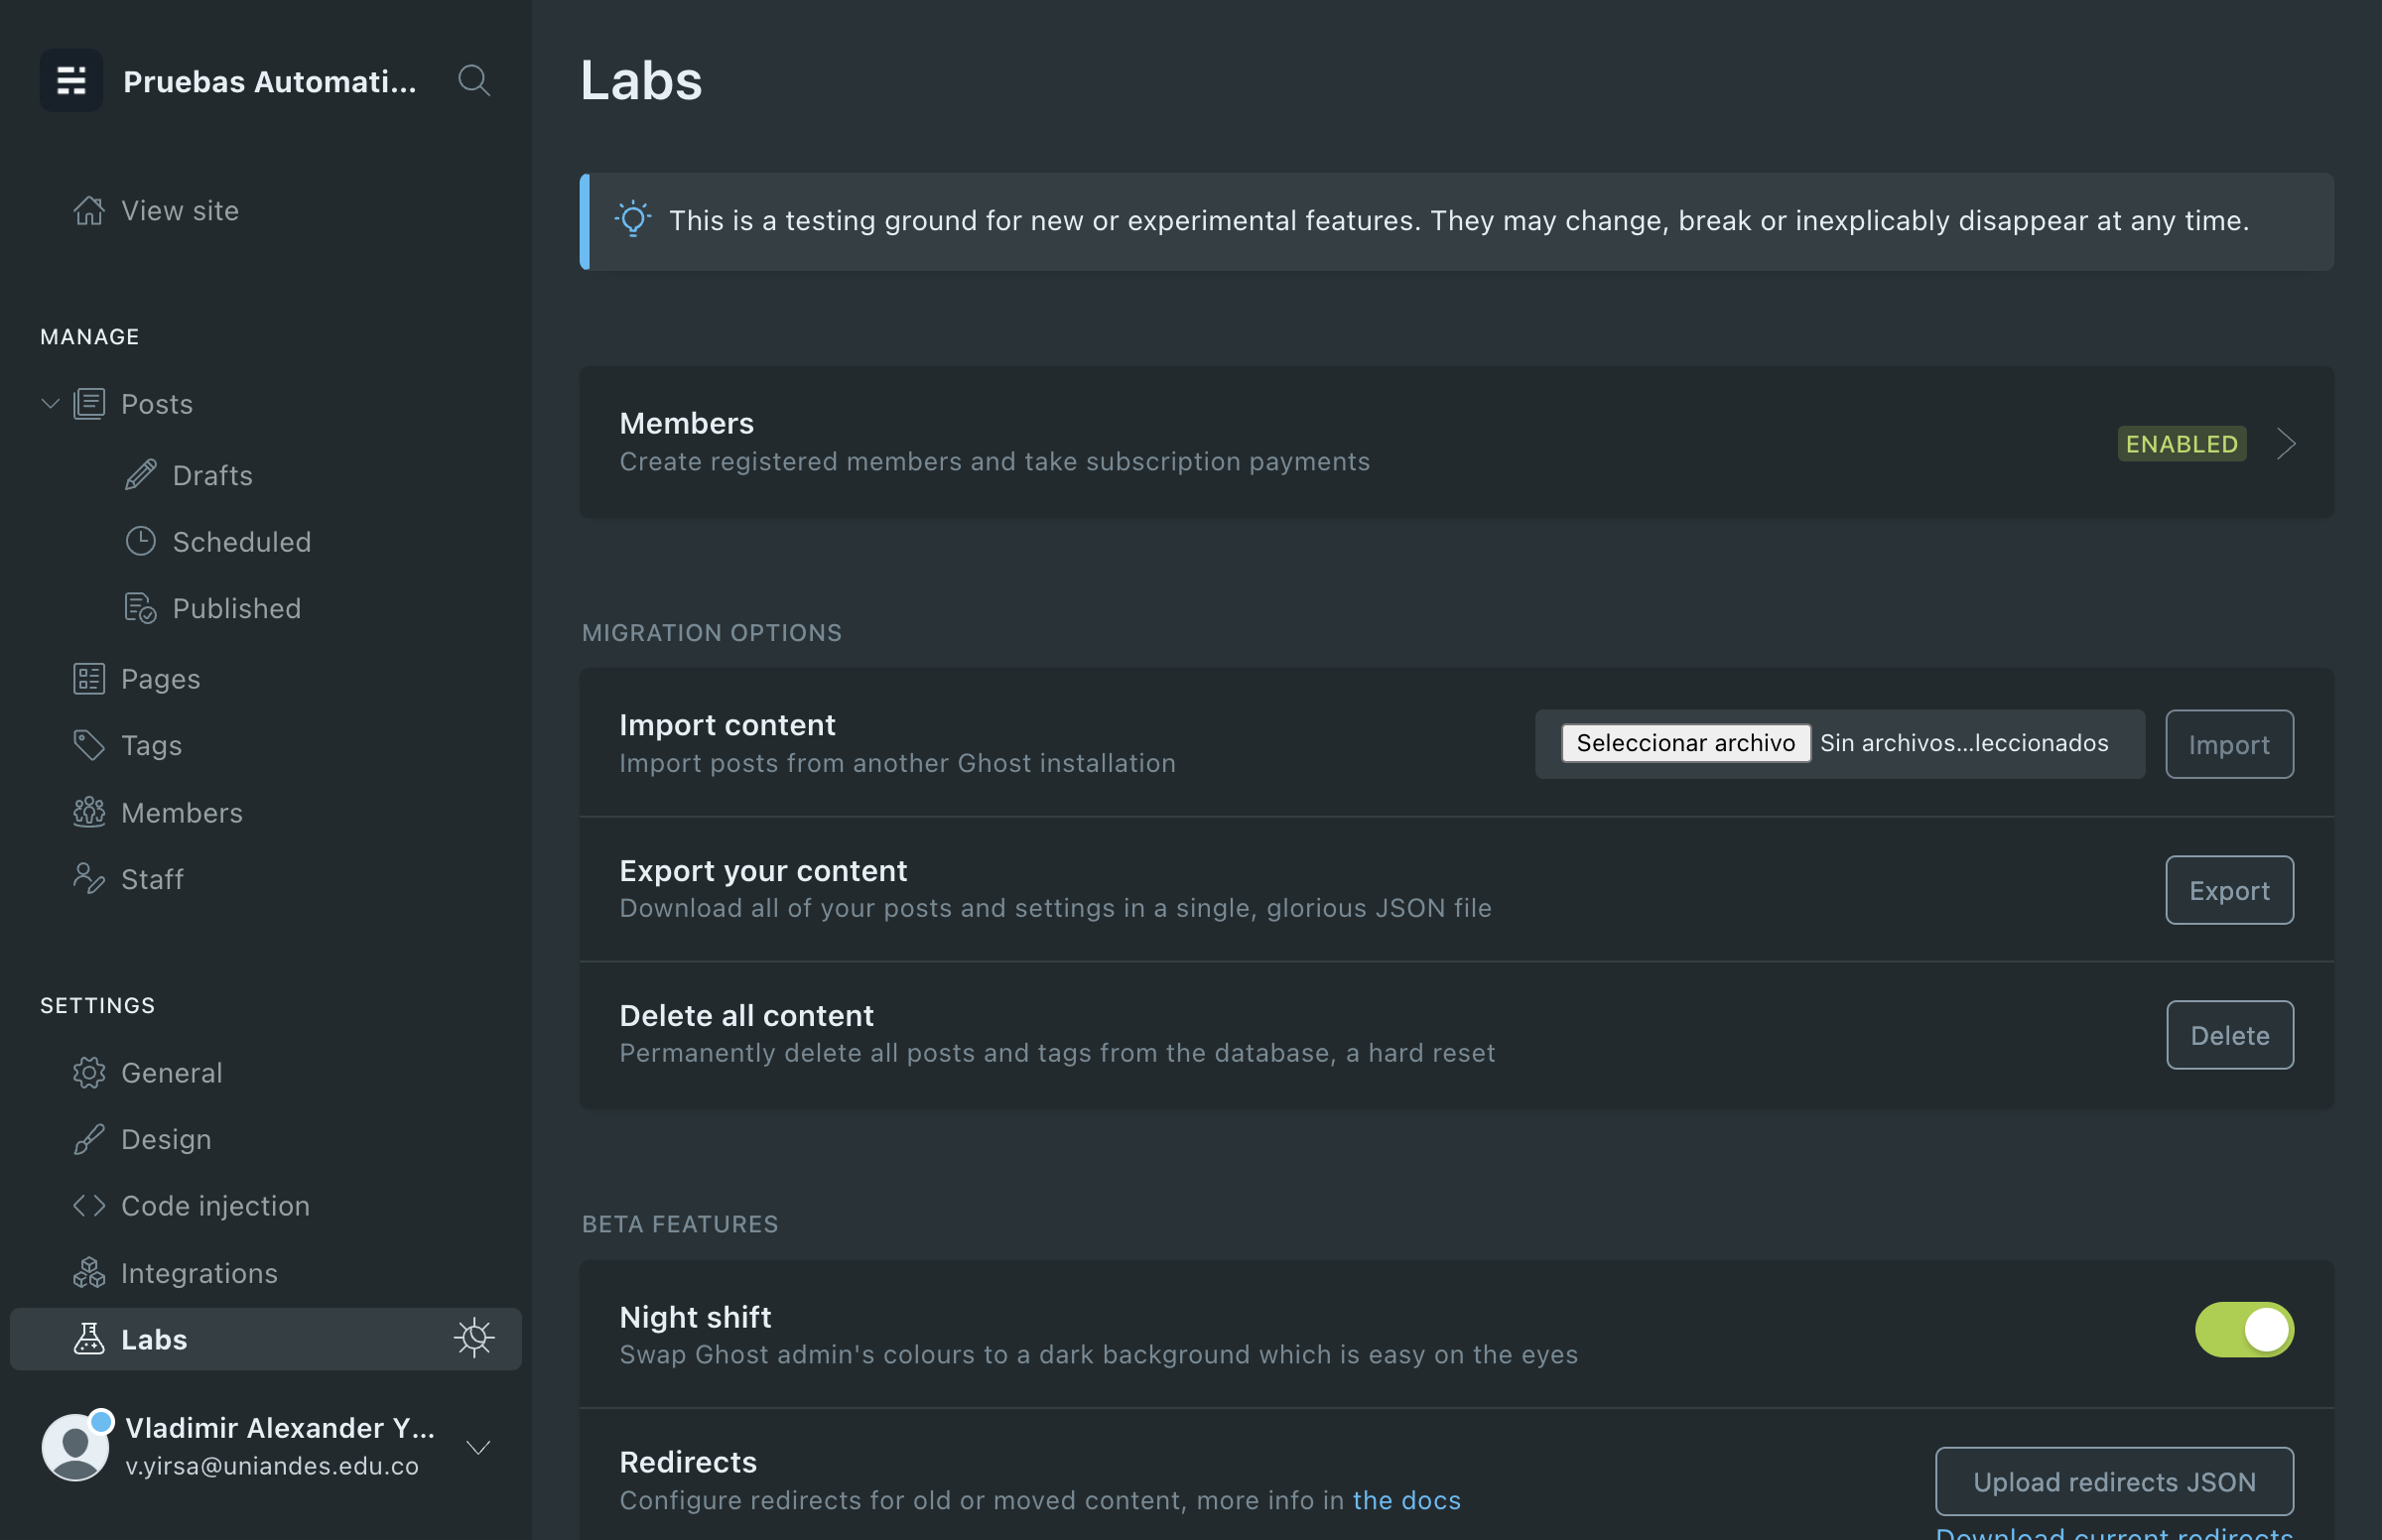 Pruebas Automati...
View site
MANAGE
Posts
Drafts
Scheduled
Published
Pages
Tags
Members
Staff
SETTINGS
General
Design
Code injection
Integrations
Labs
Vladimir Alexander Y...
v.yirsa@uniandes.edu.co
Labs
This is a testing ground for new or experimental features. They may change, break or inexplicably disappear at any time.
Members
Create registered members and take subscription payments
ENABLED
MIGRATION OPTIONS
Import content
Import posts from another Ghost installation
Seleccionar archivo Sin archivos...leccionados
Import
Export your content
Download all of your posts and settings in a single, glorious JSON file
Export
Delete all content
Permanently delete all posts and tags from the database, a hard reset
Delete
BETA FEATURES
Night shift
Swap Ghost admin's colours to a dark background which is easy on the eyes
Redirects
Configure redirects for old or moved content, more info in the docs
Upload redirects JSON
Download current redirects